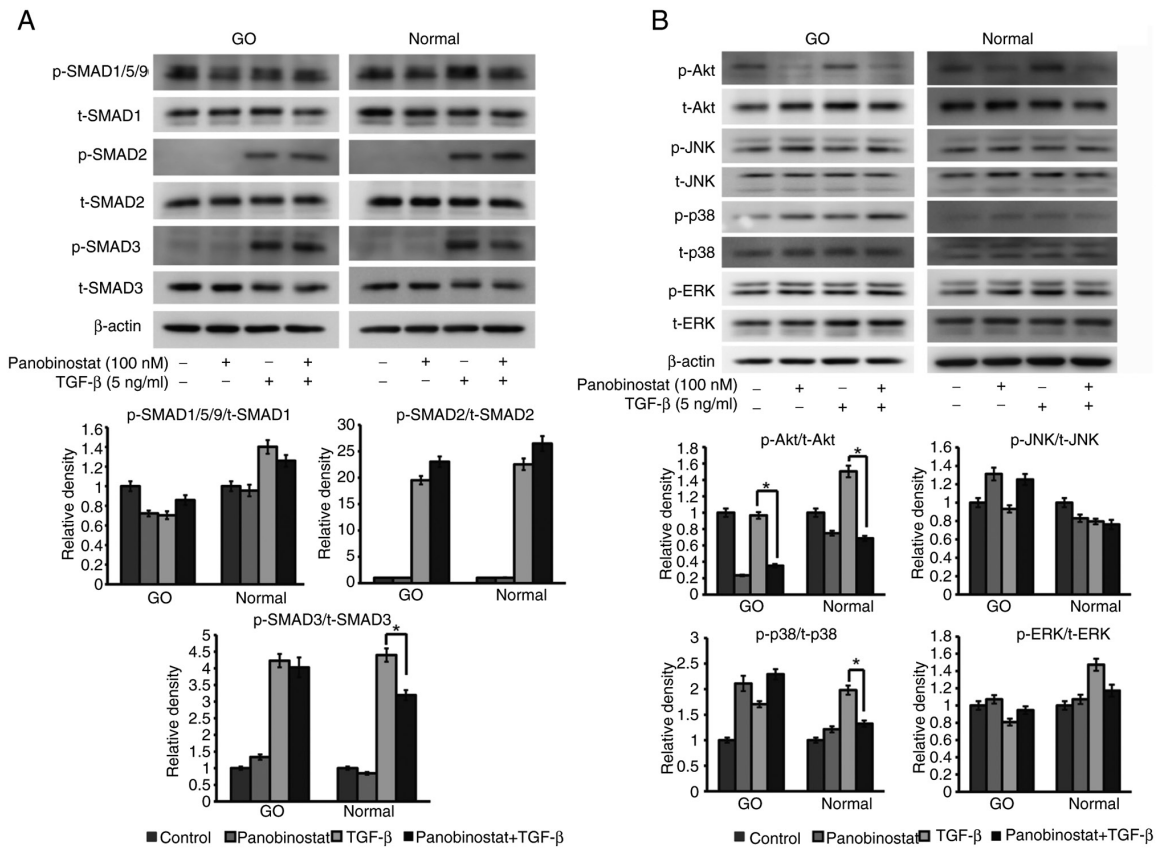 A
GO Normal
p-SMAD1/5/9
t-SMAD1
p-SMAD2
t-SMAD2
p-SMAD3
t-SMAD3
β-actin
Panobinostat (100 nM) – + – + – + – +
TGF-β (5 ng/ml) – – + + – – + +
p-SMAD1/5/9/t-SMAD1
Relative density
1.6
1.4
1.2
1
0.8
0.6
0.4
0.2
0
GO Normal
p-SMAD2/t-SMAD2
Relative density
30
25
20
15
10
5
0
GO Normal
p-SMAD3/t-SMAD3
Relative density
5
4.5
4
3.5
3
2.5
2
1.5
1
0.5
0
*
GO Normal
Control Panobinostat TGF-β Panobinostat+TGF-β
B
GO Normal
p-Akt
t-Akt
p-JNK
t-JNK
p-p38
t-p38
p-ERK
t-ERK
β-actin
Panobinostat (100 nM) – + – + – + – +
TGF-β (5 ng/ml) – – + + – – + +
p-Akt/t-Akt
Relative density
1.8
1.6
1.4
1.2
1
0.8
0.6
0.4
0.2
0
* *
GO Normal
p-JNK/t-JNK
Relative density
1.6
1.4
1.2
1
0.8
0.6
0.4
0.2
0
GO Normal
p-p38/t-p38
Relative density
3
2.5
2
1.5
1
0.5
0
*
GO Normal
p-ERK/t-ERK
Relative density
1.8
1.6
1.4
1.2
1
0.8
0.6
0.4
0.2
0
GO Normal
Control Panobinostat TGF-β Panobinostat+TGF-β